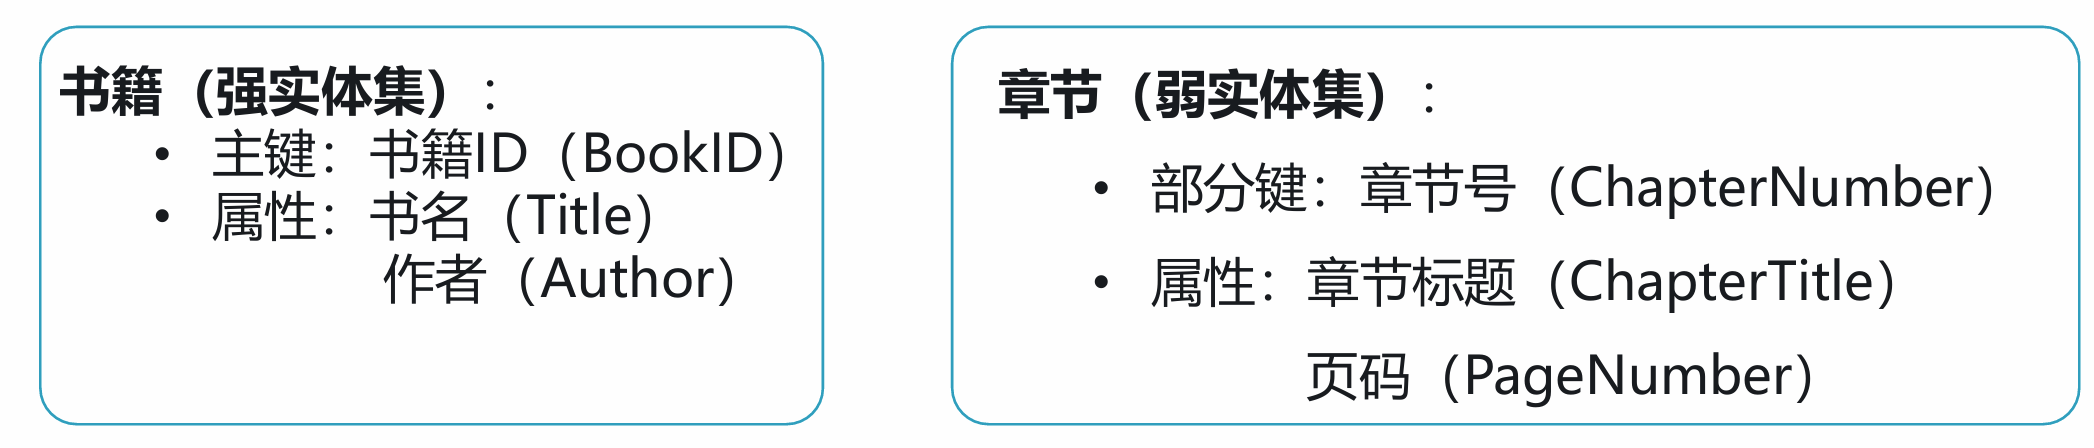 书籍（强实体集）:
• 主键：书籍ID（BookID）
• 属性：书名（Title）
作者（Author）
章节（弱实体集）:
• 部分键：章节号（ChapterNumber）
• 属性：章节标题（ChapterTitle）
页码（PageNumber）